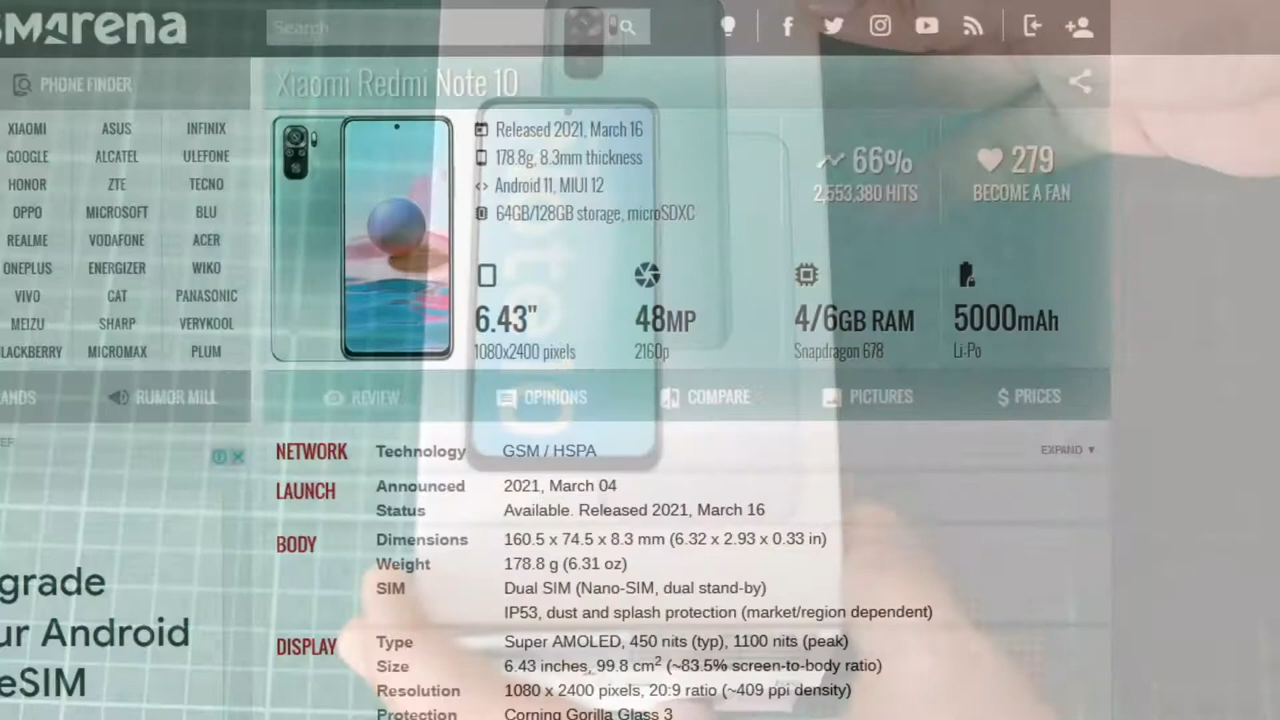 SMArena
Search
PHONE FINDER
XIAOMI ASUS INFINIX
GOOGLE ALCATEL ULEFONE
HONOR ZTE TECNO
OPPO MICROSOFT BLU
REALME VODAFONE ACER
ONEPLUS ENERGIZER WIKO
VIVO CAT PANASONIC
MEIZU SHARP VERYKOOL
LACKBERRY MICROMAX PLUM
ANDS RUMOR MILL
Xiaomi Redmi Note 10
Released 2021, March 16
178.8g, 8.3mm thickness
Android 11, MIUI 12
64GB/128GB storage, microSDXC
66%
2,553,380 HITS
279
BECOME A FAN
6.43"
1080x2400 pixels
48MP
2160p
4/6GB RAM
Snapdragon 678
5000mAh
Li-Po
REVIEW OPINIONS COMPARE PICTURES PRICES
NETWORK Technology GSM / HSPA EXPAND ▼
LAUNCH Announced 2021, March 04
Status Available. Released 2021, March 16
BODY Dimensions 160.5 x 74.5 x 8.3 mm (6.32 x 2.93 x 0.33 in)
Weight 178.8 g (6.31 oz)
SIM Dual SIM (Nano-SIM, dual stand-by)
IP53, dust and splash protection (market/region dependent)
DISPLAY Type Super AMOLED, 450 nits (typ), 1100 nits (peak)
Size 6.43 inches, 99.8 cm² (~83.5% screen-to-body ratio)
Resolution 1080 x 2400 pixels, 20:9 ratio (~409 ppi density)
Protection Corning Gorilla Glass 3
grade
ur Android
eSIM